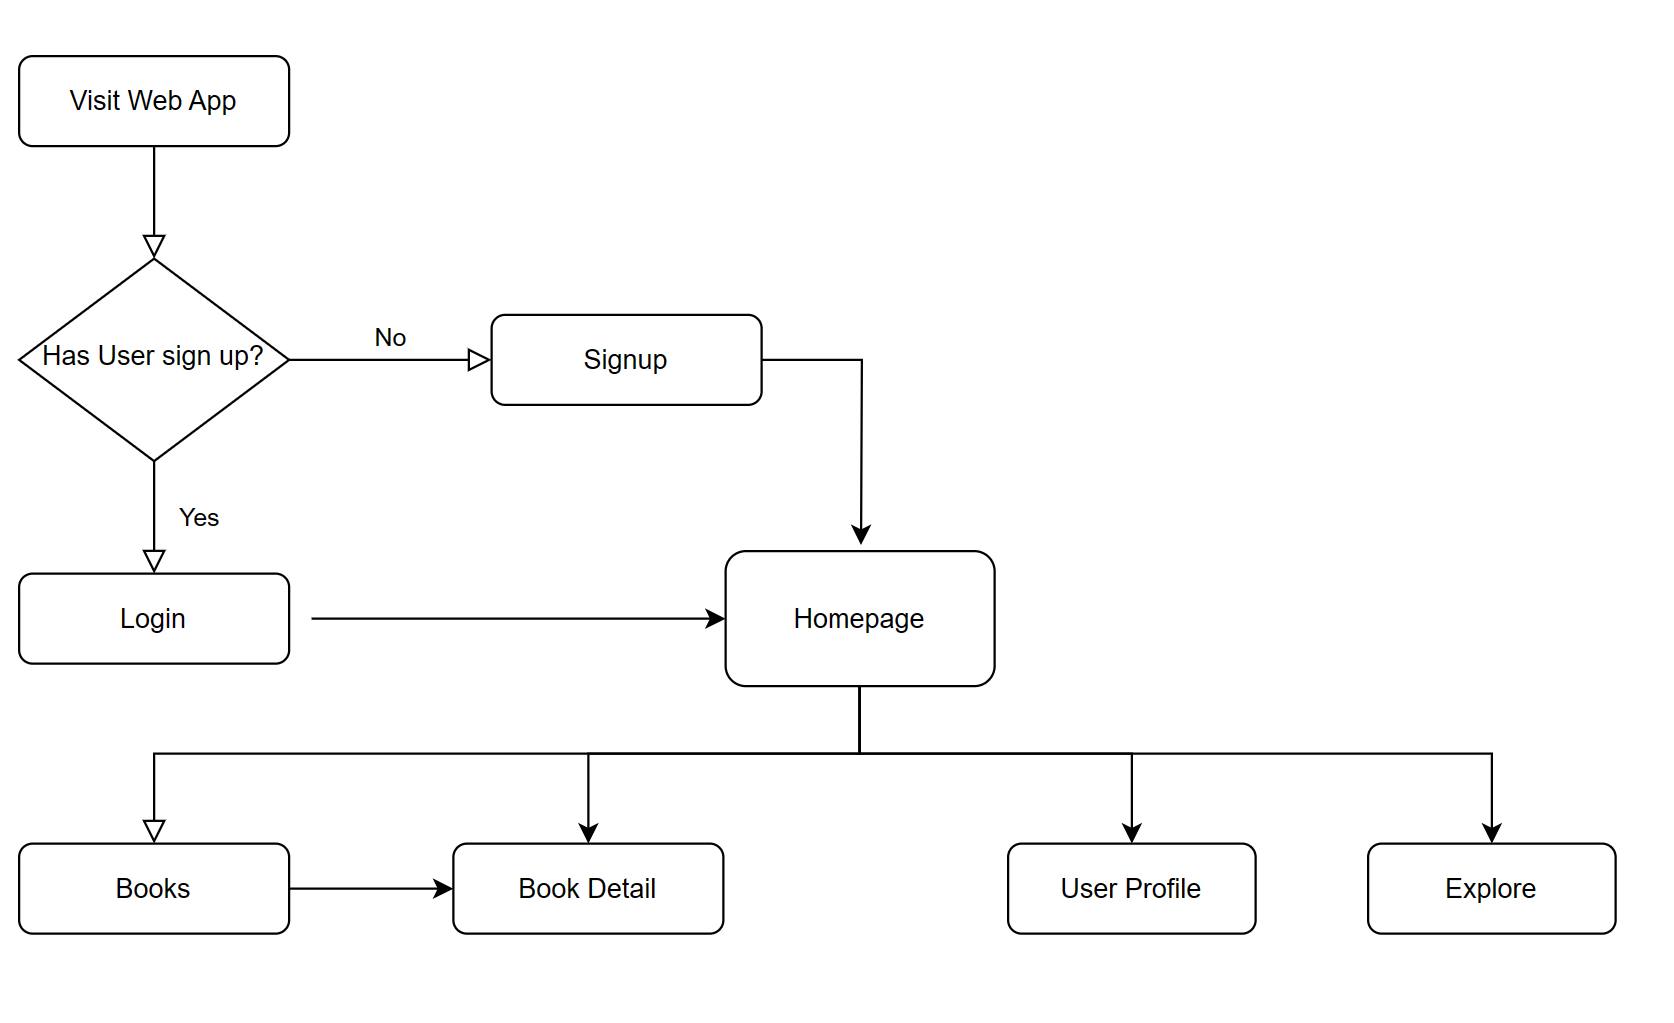 Visit Web App
Has User sign up?
No
Signup
Yes
Login
Homepage
Books
Book Detail
User Profile
Explore